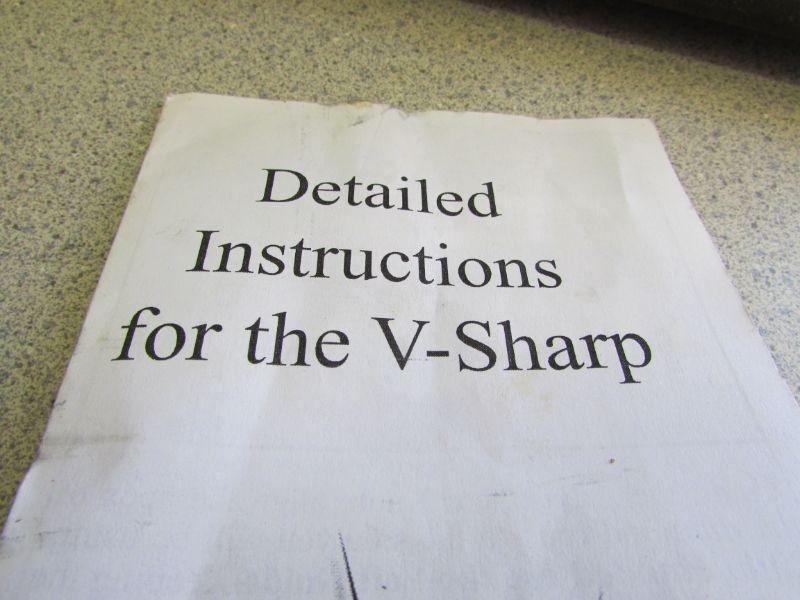 Detailed
Instructions
for the V-Sharp